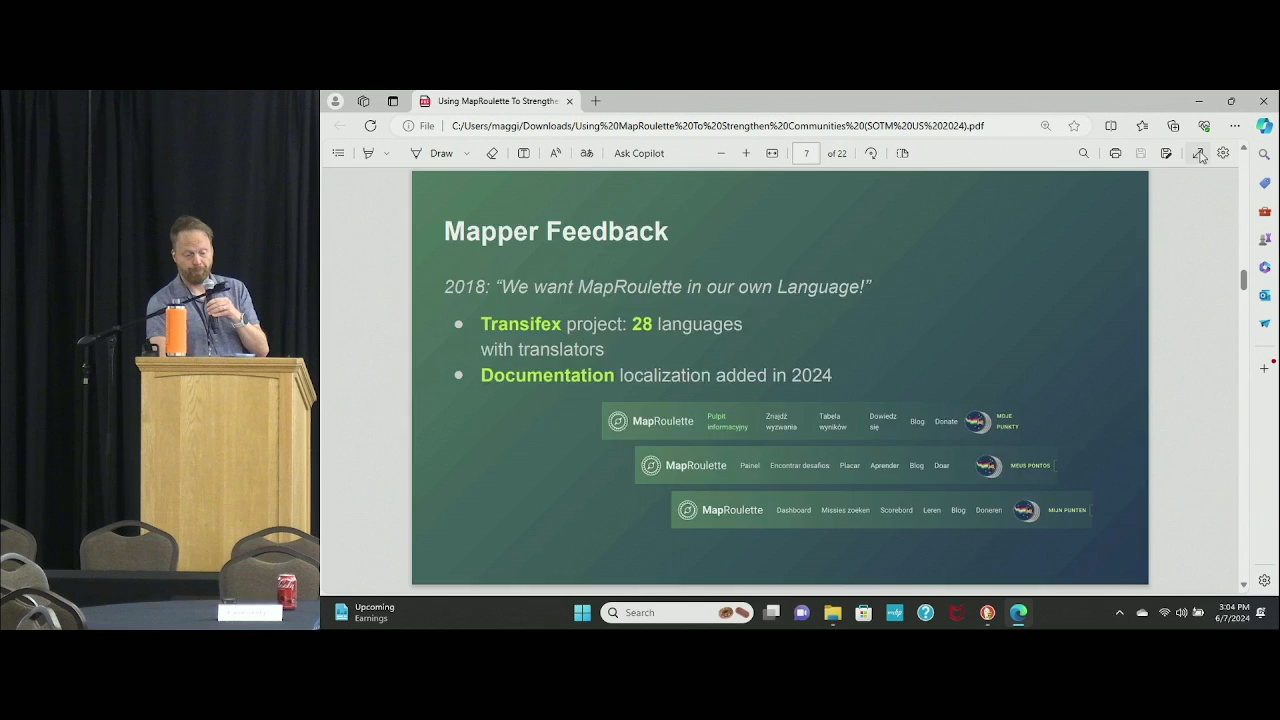 Using MapRoulette To Strengthe
File
C:/Users/maggi/Downloads/Using%20MapRoulette%20To%20Strengthen%20Communities%20(SOTM%20US%202024).pdf
Draw
Ask Copilot
7
of 22
Mapper Feedback
2018: “We want MapRoulette in our own Language!”
Transifex project: 28 languages
with translators
Documentation localization added in 2024
MapRoulette
Pulpit
informacyjny
Znajdź
wyzwania
Tabela
wyników
Dowiedz
się
Blog
Donate
MOJE
PUNKTY
MapRoulette
Painel
Encontrar desafios
Placar
Aprender
Blog
Doar
MEUS PONTOS
MapRoulette
Dashboard
Missies zoeken
Scorebord
Leren
Blog
Doneren
MIJN PUNTEN
Upcoming
Earnings
Search
3:04 PM
6/7/2024